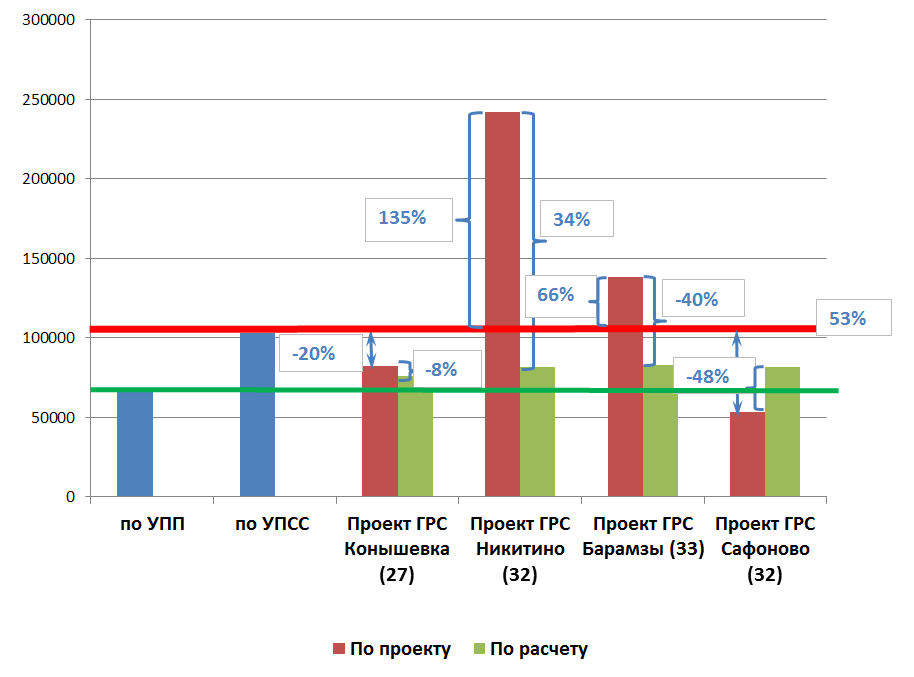 300000
250000
200000
150000
100000
50000
0
135%
34%
66%
-40%
53%
-20%
-8%
-48%
по УПП
по УПСС
Проект ГРС
Конышевка
(27)
Проект ГРС
Никитино
(32)
Проект ГРС
Барамзы (33)
Проект ГРС
Сафоново
(32)
По проекту
По расчету